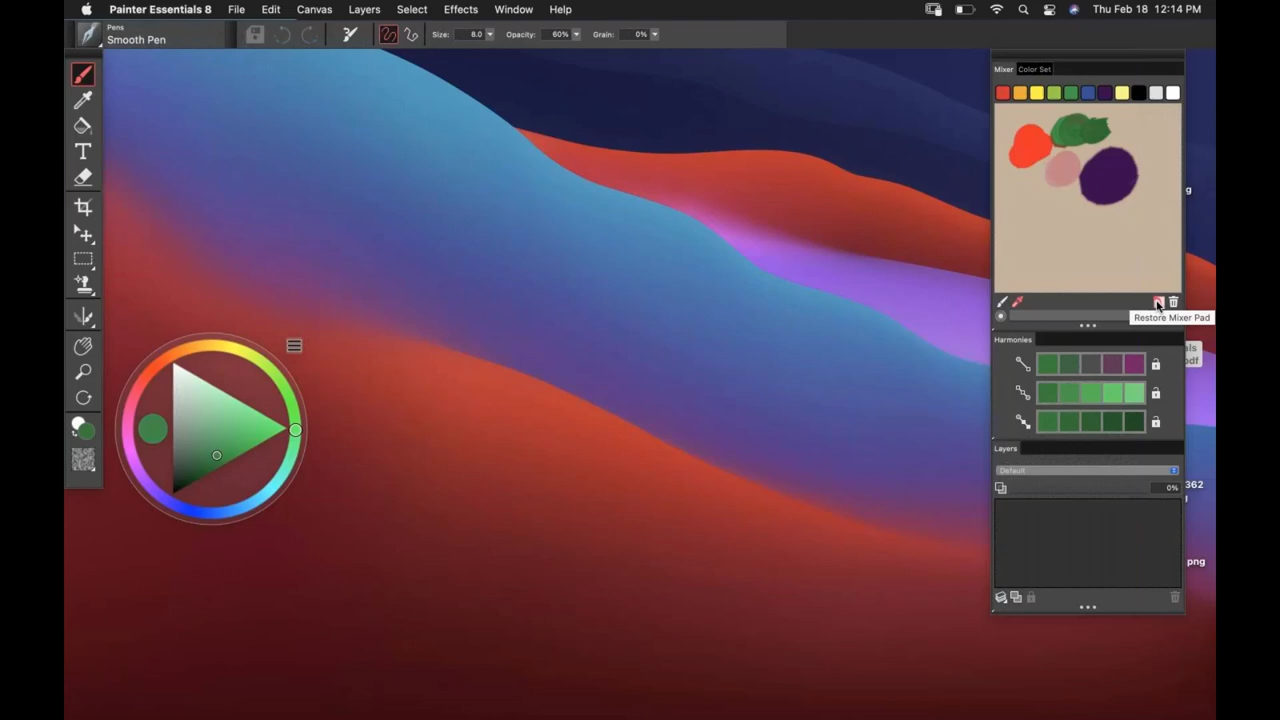 Painter Essentials 8 File Edit Canvas Layers Select Effects Window Help Thu Feb 18 12:14 PM
Pens
Smooth Pen
Size: 8.0 Opacity: 60% Grain: 0%
Mixer Color Set
T
g
Restore Mixer Pad
Harmonies
als
pdf
Layers
Default
362
0%
g
png